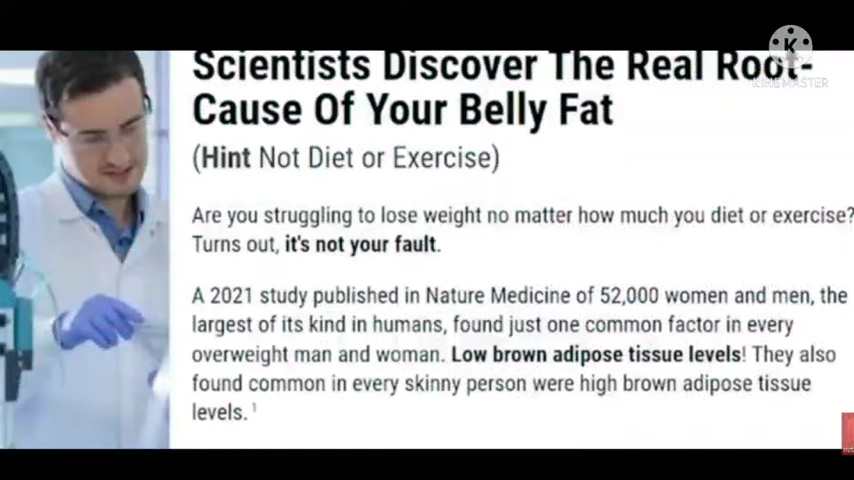 Scientists Discover The Real Root-
KINEMASTER
Cause Of Your Belly Fat
(Hint Not Diet or Exercise)
Are you struggling to lose weight no matter how much you diet or exercise?
Turns out, it's not your fault.
A 2021 study published in Nature Medicine of 52,000 women and men, the
largest of its kind in humans, found just one common factor in every
overweight man and woman. Low brown adipose tissue levels! They also
found common in every skinny person were high brown adipose tissue
levels. 1